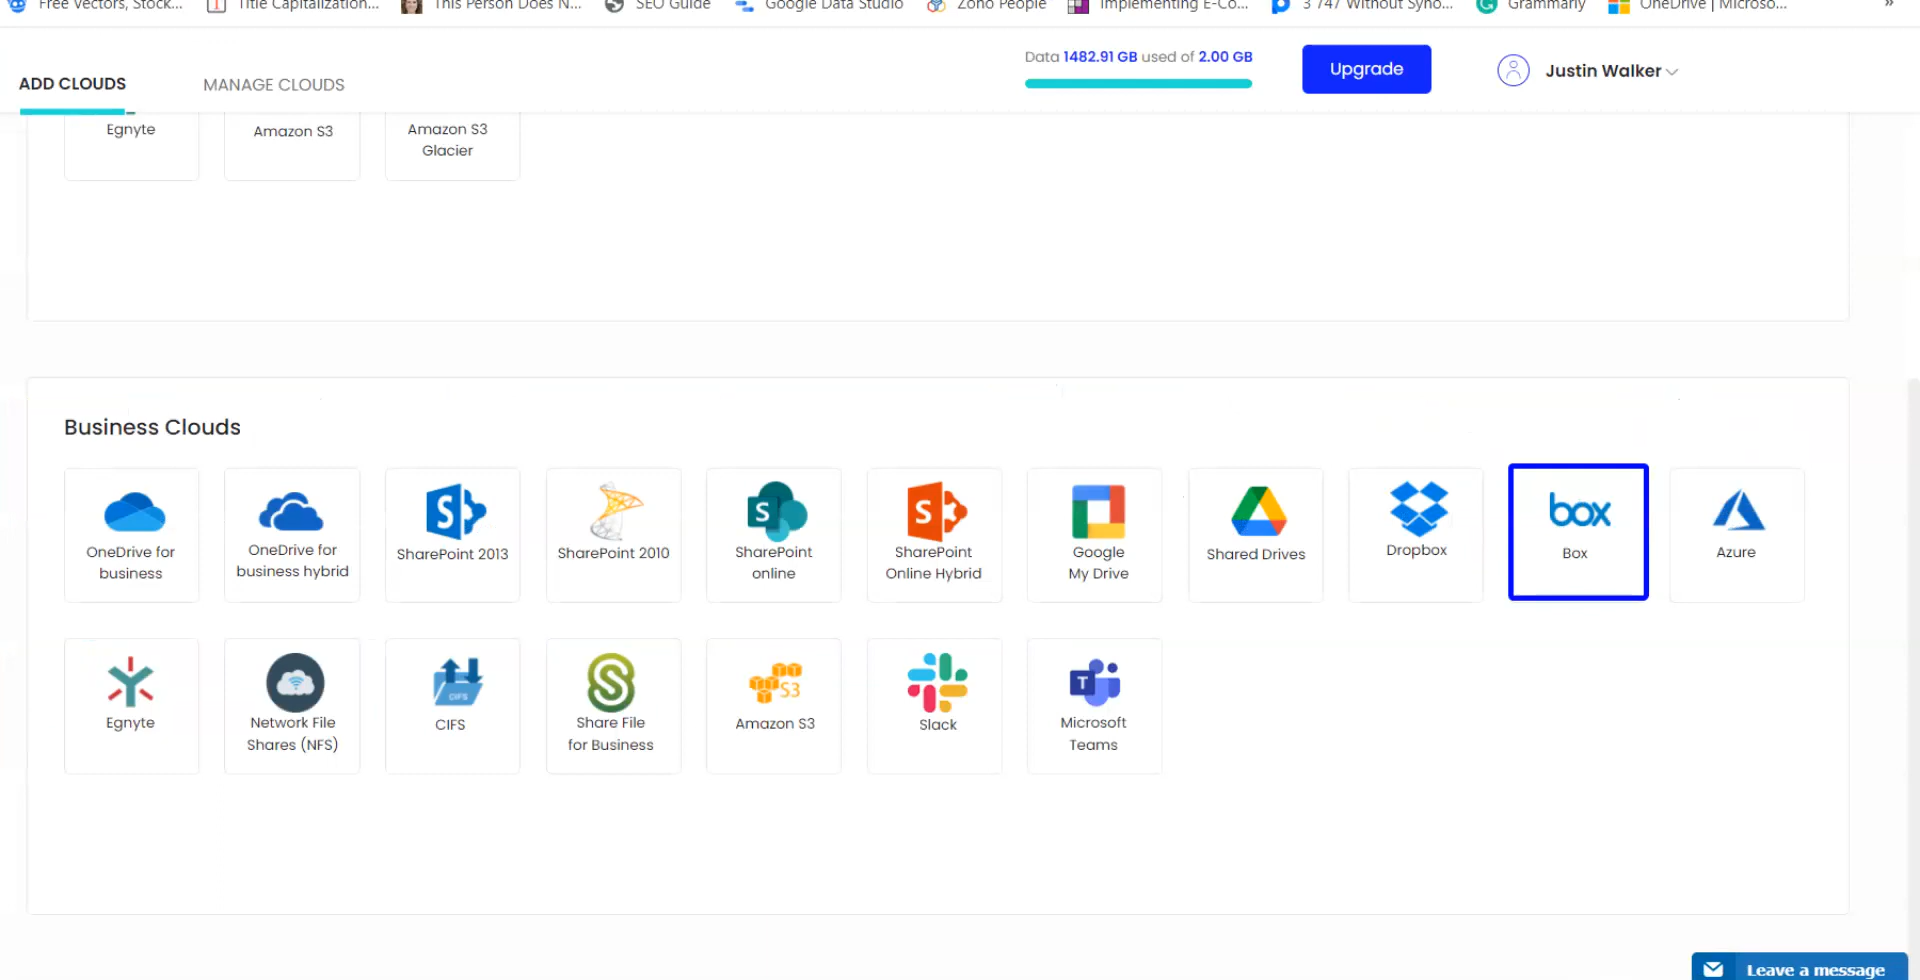 Free Vectors, Stock... Title Capitalization... This Person Does N... SEO Guide Google Data Studio Zoho People Implementing E-Co... 3 747 Without Syno... Grammarly OneDrive | Microso... »
Data 1482.91 GB used of 2.00 GB
Upgrade
Justin Walker
ADD CLOUDS MANAGE CLOUDS
Egnyte Amazon S3 Amazon S3
Glacier
Business Clouds
S S S box
OneDrive for OneDrive for SharePoint 2013 SharePoint 2010 SharePoint SharePoint Google Shared Drives Dropbox Box Azure
business business hybrid online Online Hybrid My Drive
CIFS S S3 T
Egnyte Network File CIFS Share File Amazon S3 Slack Microsoft
Shares (NFS) for Business Teams
Leave a message